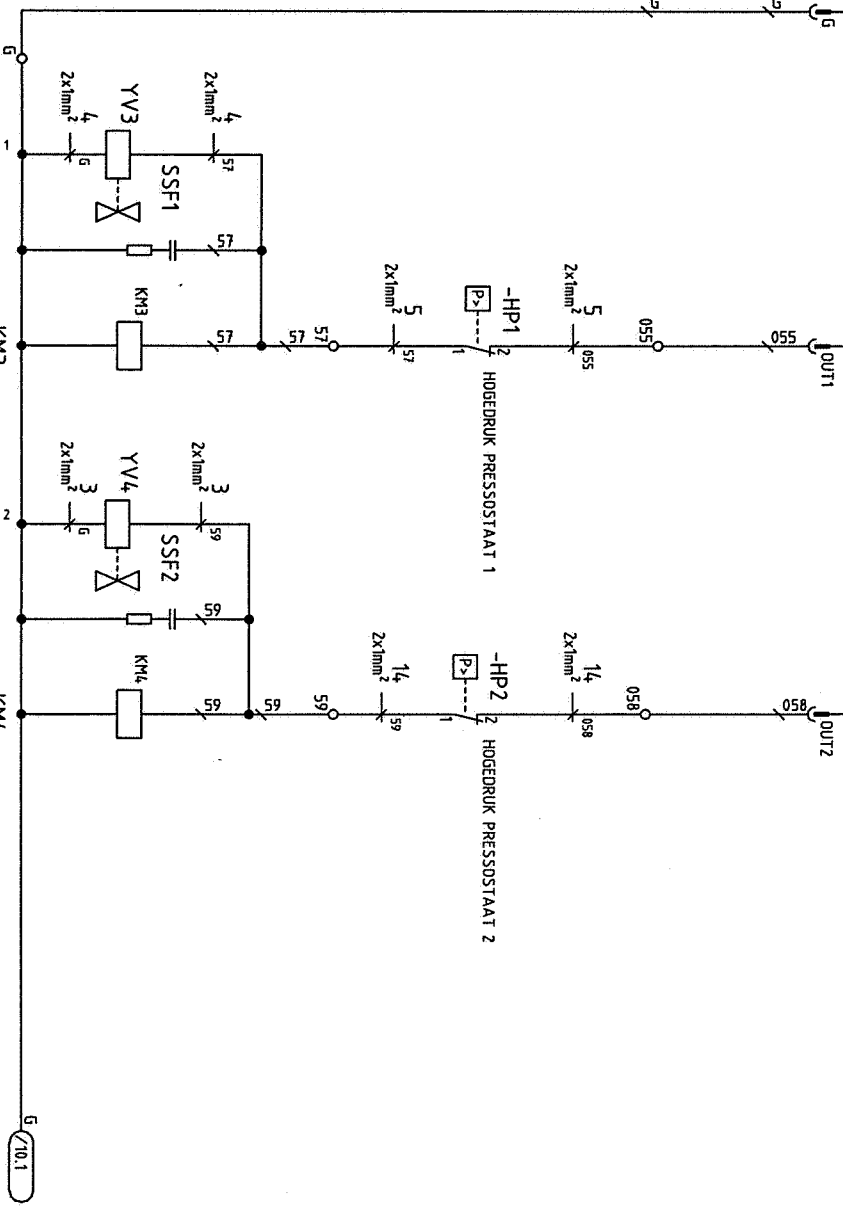 G
G
G
G
1
2x1mm²
4
G
YV3
SSF1
2x1mm²
4
57
57
KM3
57
57
57
2x1mm²
5
57
-HP1
P>
1
2
HOGEDRUK PRESSOSTAAT 1
2x1mm²
5
055
055
055
OUT1
2
2x1mm²
3
G
YV4
SSF2
2x1mm²
3
59
59
KM4
59
59
59
2x1mm²
14
59
-HP2
P>
1
2
HOGEDRUK PRESSOSTAAT 2
2x1mm²
14
058
058
058
OUT2
G
/10.1